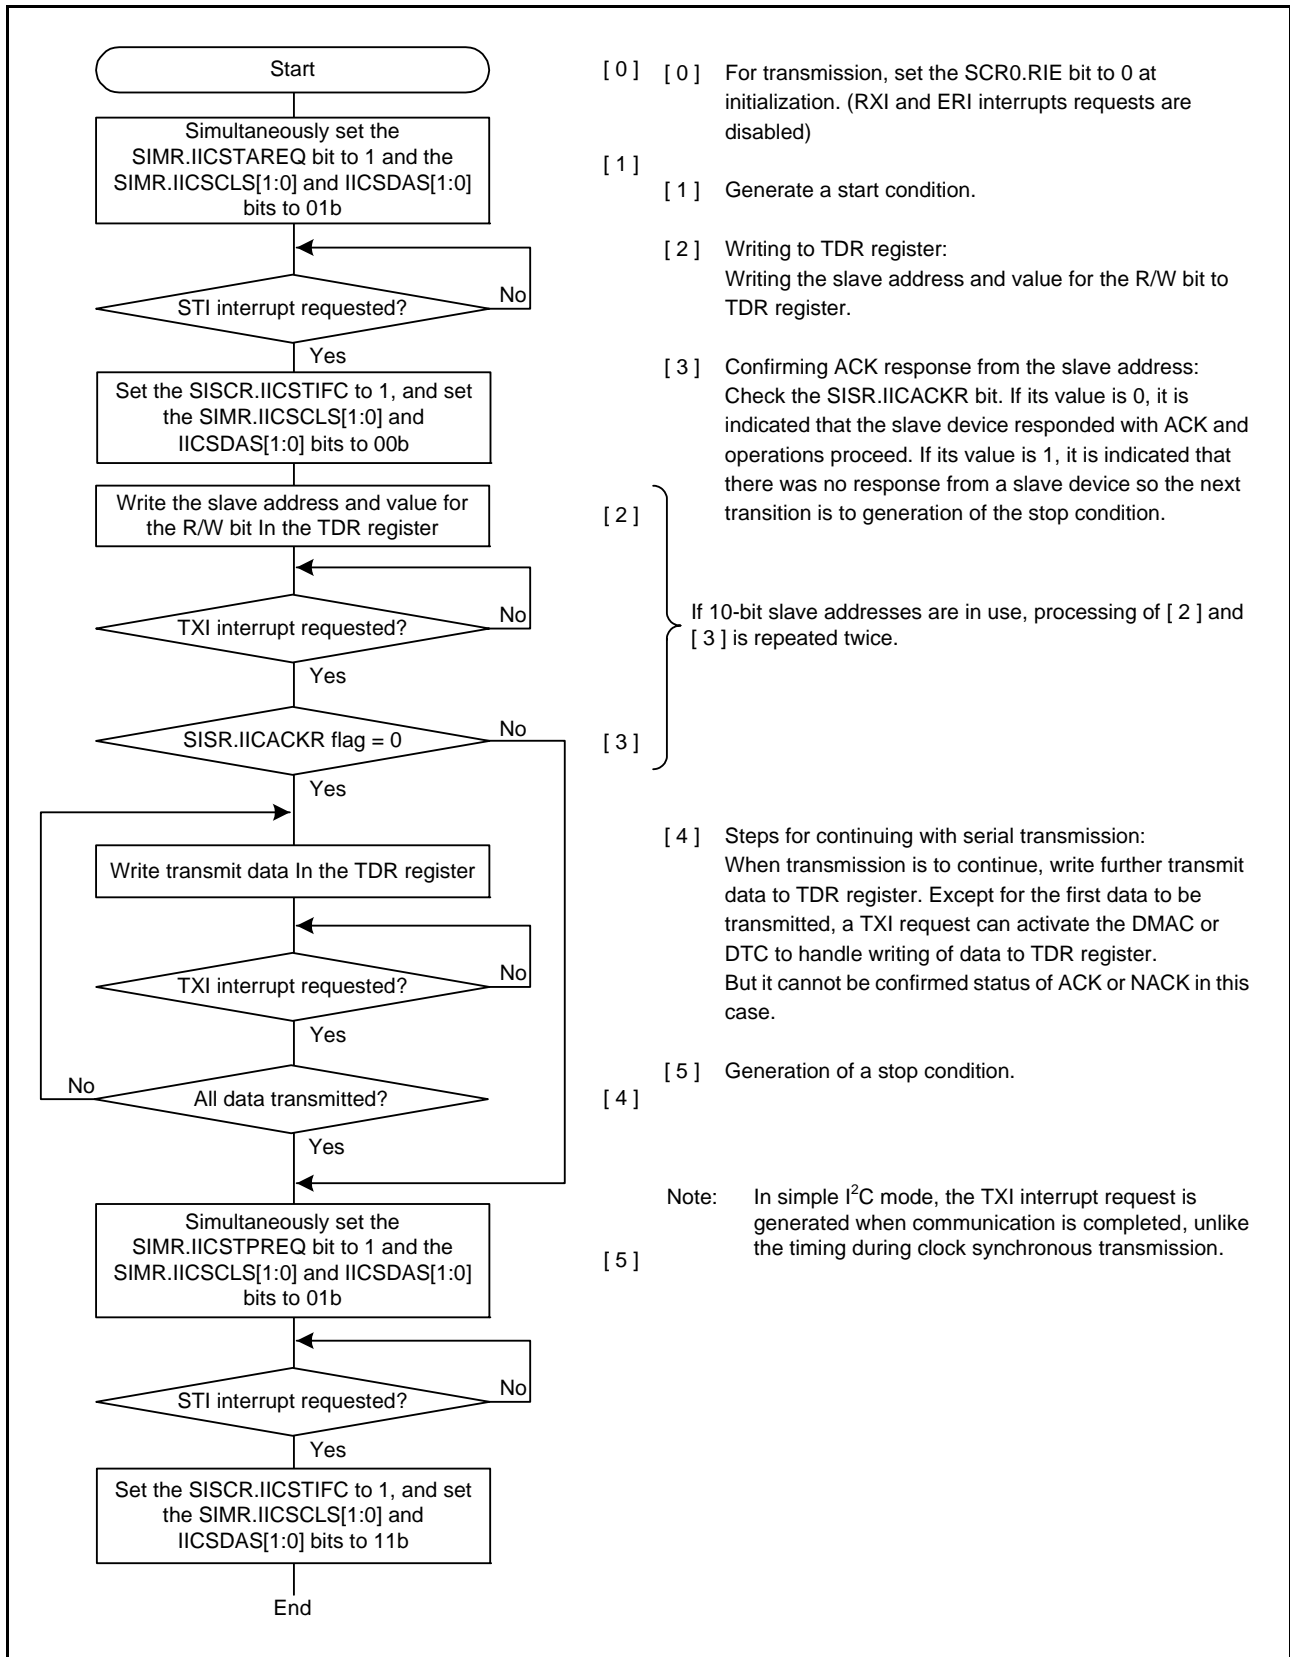 Start
Simultaneously set the
SIMR.IICSTAREQ bit to 1 and the
SIMR.IICSCLS[1:0] and IICSDAS[1:0]
bits to 01b
STI interrupt requested?
No
Yes
Set the SISCR.IICSTIFC to 1, and set
the SIMR.IICSCLS[1:0] and
IICSDAS[1:0] bits to 00b
Write the slave address and value for
the R/W bit In the TDR register
TXI interrupt requested?
No
Yes
SISR.IICACKR flag = 0
No
Yes
Write transmit data In the TDR register
TXI interrupt requested?
No
Yes
All data transmitted?
No
Yes
Simultaneously set the
SIMR.IICSTPREQ bit to 1 and the
SIMR.IICSCLS[1:0] and IICSDAS[1:0]
bits to 01b
STI interrupt requested?
No
Yes
Set the SISCR.IICSTIFC to 1, and set
the SIMR.IICSCLS[1:0] and
IICSDAS[1:0] bits to 11b
End
[ 0 ]
[ 1 ]
[ 2 ]
[ 3 ]
[ 4 ]
[ 5 ]
[ 0 ] For transmission, set the SCR0.RIE bit to 0 at
initialization. (RXI and ERI interrupts requests are
disabled)
[ 1 ] Generate a start condition.
[ 2 ] Writing to TDR register:
Writing the slave address and value for the R/W bit to
TDR register.
[ 3 ] Confirming ACK response from the slave address:
Check the SISR.IICACKR bit. If its value is 0, it is
indicated that the slave device responded with ACK and
operations proceed. If its value is 1, it is indicated that
there was no response from a slave device so the next
transition is to generation of the stop condition.
If 10-bit slave addresses are in use, processing of [ 2 ] and
[ 3 ] is repeated twice.
[ 4 ] Steps for continuing with serial transmission:
When transmission is to continue, write further transmit
data to TDR register. Except for the first data to be
transmitted, a TXI request can activate the DMAC or
DTC to handle writing of data to TDR register.
But it cannot be confirmed status of ACK or NACK in this
case.
[ 5 ] Generation of a stop condition.
Note: In simple I²C mode, the TXI interrupt request is
generated when communication is completed, unlike
the timing during clock synchronous transmission.